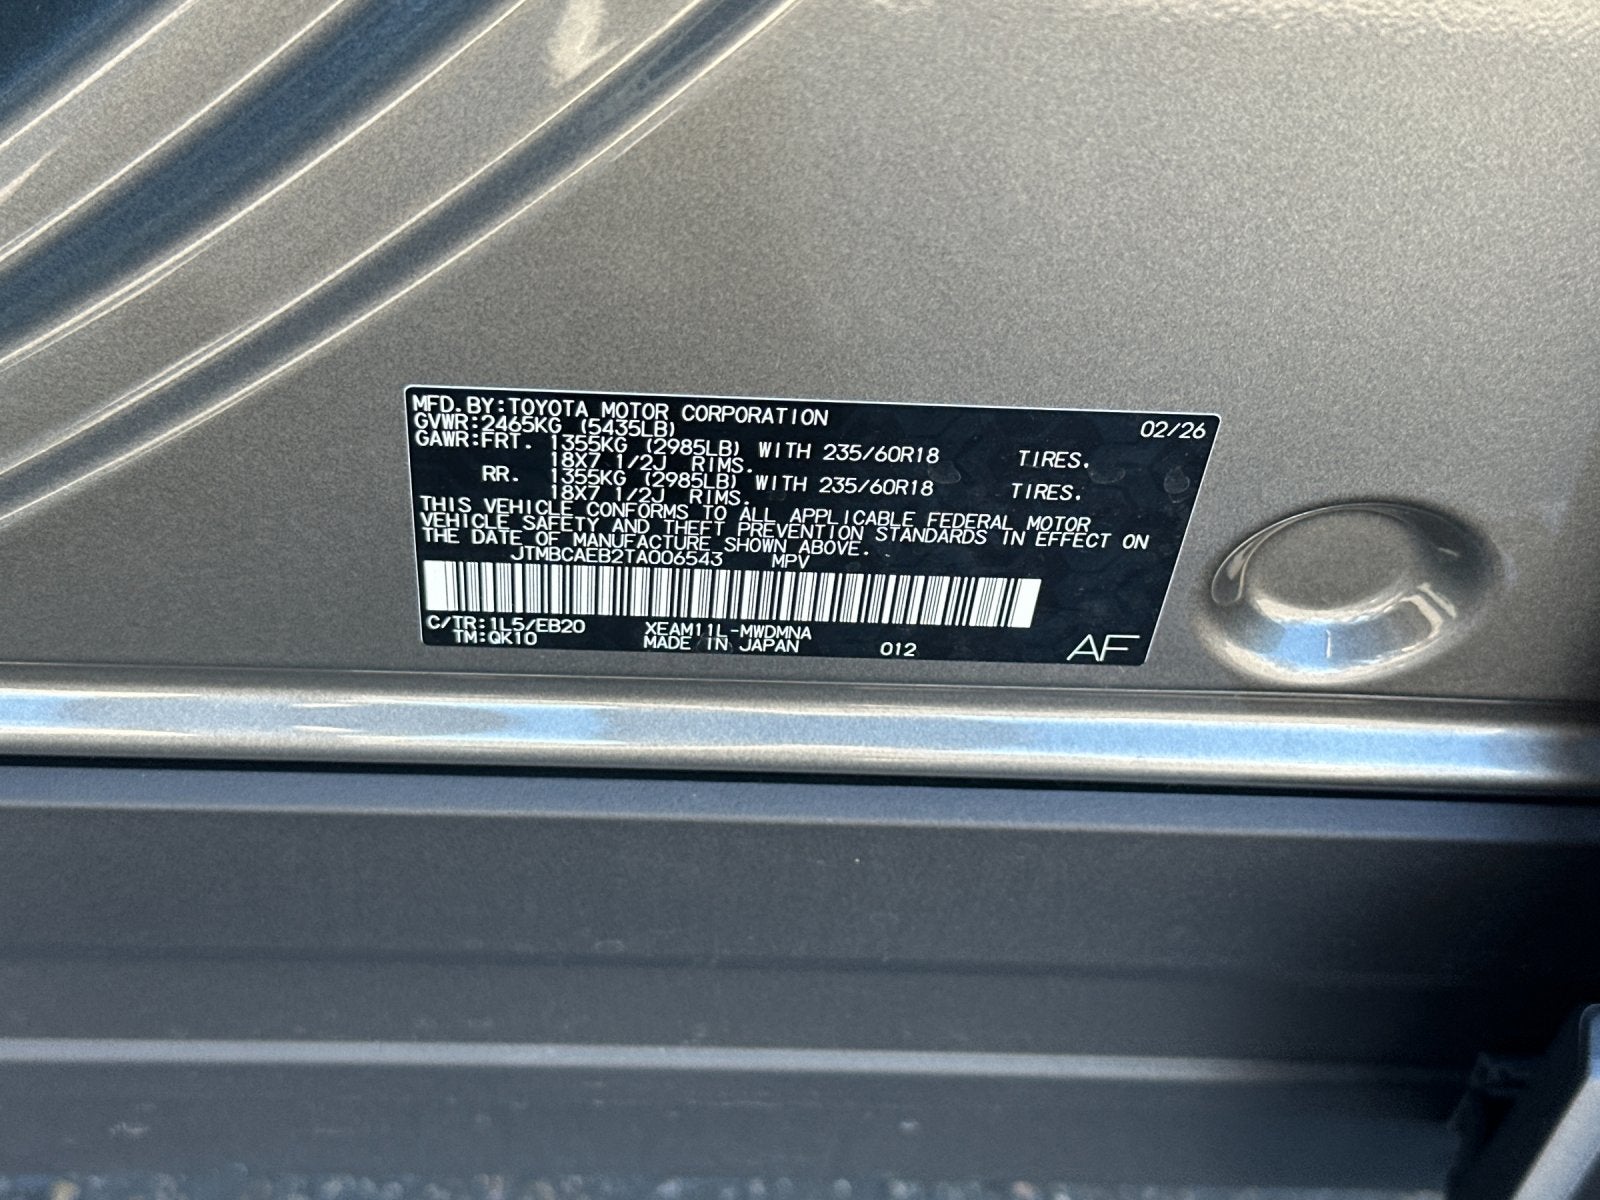 MFD.BY:TOYOTA MOTOR CORPORATION 02/26
GVWR:2465KG (5435LB)
GAWR:FRT. 1355KG (2985LB) WITH 235/60R18 TIRES.
18X7 1/2J RIMS.
RR. 1355KG (2985LB) WITH 235/60R18 TIRES.
18X7 1/2J RIMS.
THIS VEHICLE CONFORMS TO ALL APPLICABLE FEDERAL MOTOR
VEHICLE SAFETY AND THEFT PREVENTION STANDARDS IN EFFECT ON
THE DATE OF MANUFACTURE SHOWN ABOVE.
JTMBCAEB2TA006543 MPV
C/TR:1L5/EB20 XEAM11L-MWDMNA
TM:QK10 MADE IN JAPAN 012 AF